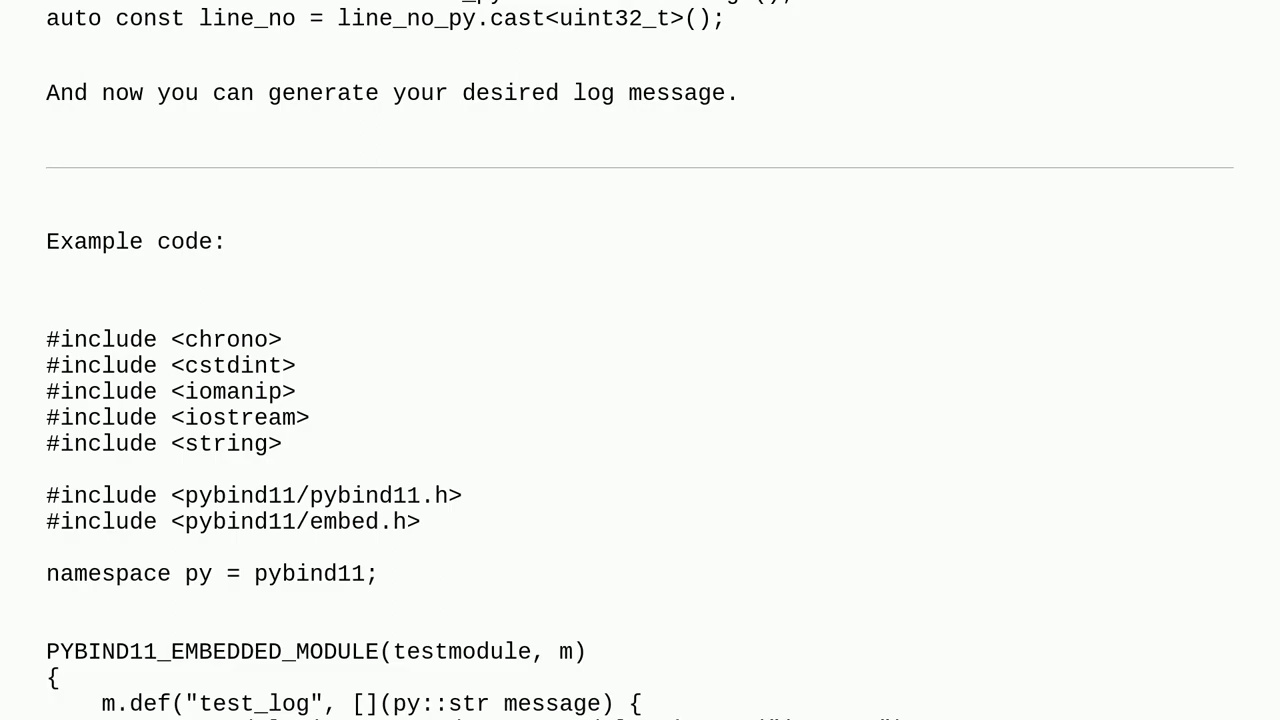 auto const line_no = line_no_py.cast<uint32_t>();
And now you can generate your desired log message.
Example code:
#include <chrono>
#include <cstdint>
#include <iomanip>
#include <iostream>
#include <string>
#include <pybind11/pybind11.h>
#include <pybind11/embed.h>
namespace py = pybind11;
PYBIND11_EMBEDDED_MODULE(testmodule, m)
{
    m.def("test_log", [](py::str message) {